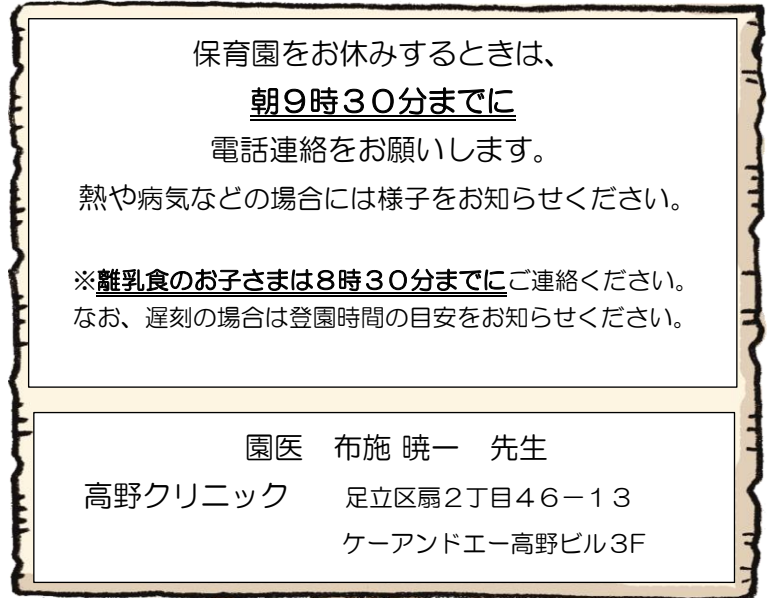 保育園をお休みするときは、
朝９時３０分までに
電話連絡をお願いします。
熱や病気などの場合には様子をお知らせください。
※離乳食のお子さまは８時３０分までにご連絡ください。
なお、遅刻の場合は登園時間の目安をお知らせください。
園医　布施 暁一　先生
高野クリニック　足立区扇２丁目４６－１３
ケーアンドエー高野ビル３F